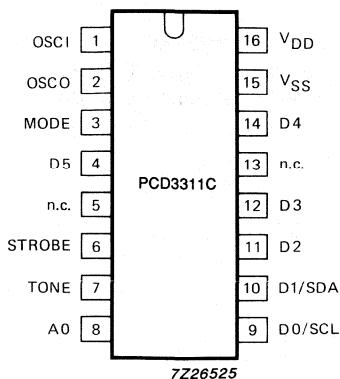 OSCI 1 16 VDD
OSCO 2 15 VSS
MODE 3 14 D4
D5 4 13 n.c.
PCD3311C
n.c. 5 12 D3
STROBE 6 11 D2
TONE 7 10 D1/SDA
A0 8 9 D0/SCL
7Z26525